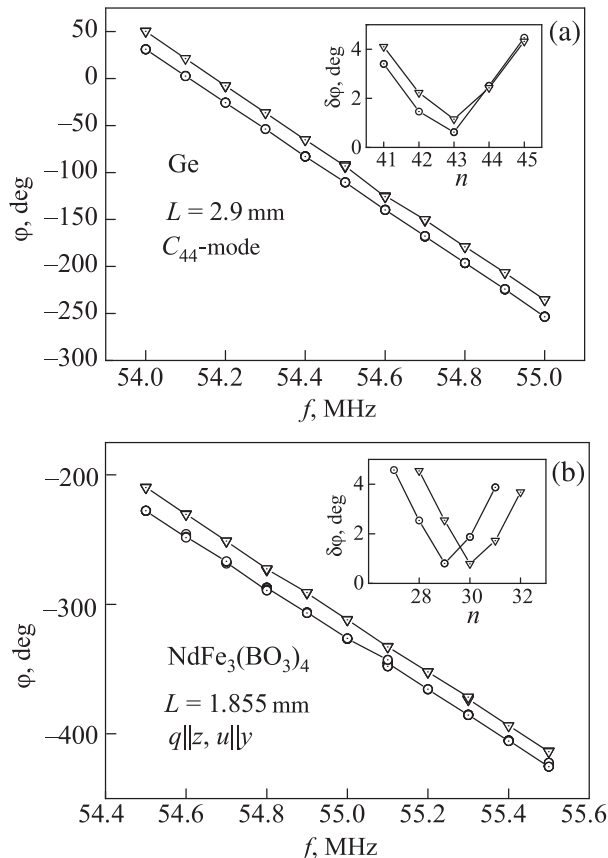 50
0
–50
–100
–150
–200
–250
–300
φ, deg
Ge
L = 2.9 mm
C44–mode
(a)
4
2
0
δφ, deg
41 42 43 44 45
n
54.0 54.2 54.4 54.6 54.8 55.0
f, MHz
–200
–300
–400
φ, deg
NdFe3(BO3)4
L = 1.855 mm
q||z, u||y
(b)
4
2
0
δφ, deg
28 30 32
n
54.4 54.6 54.8 55.0 55.2 55.4 55.6
f, MHz